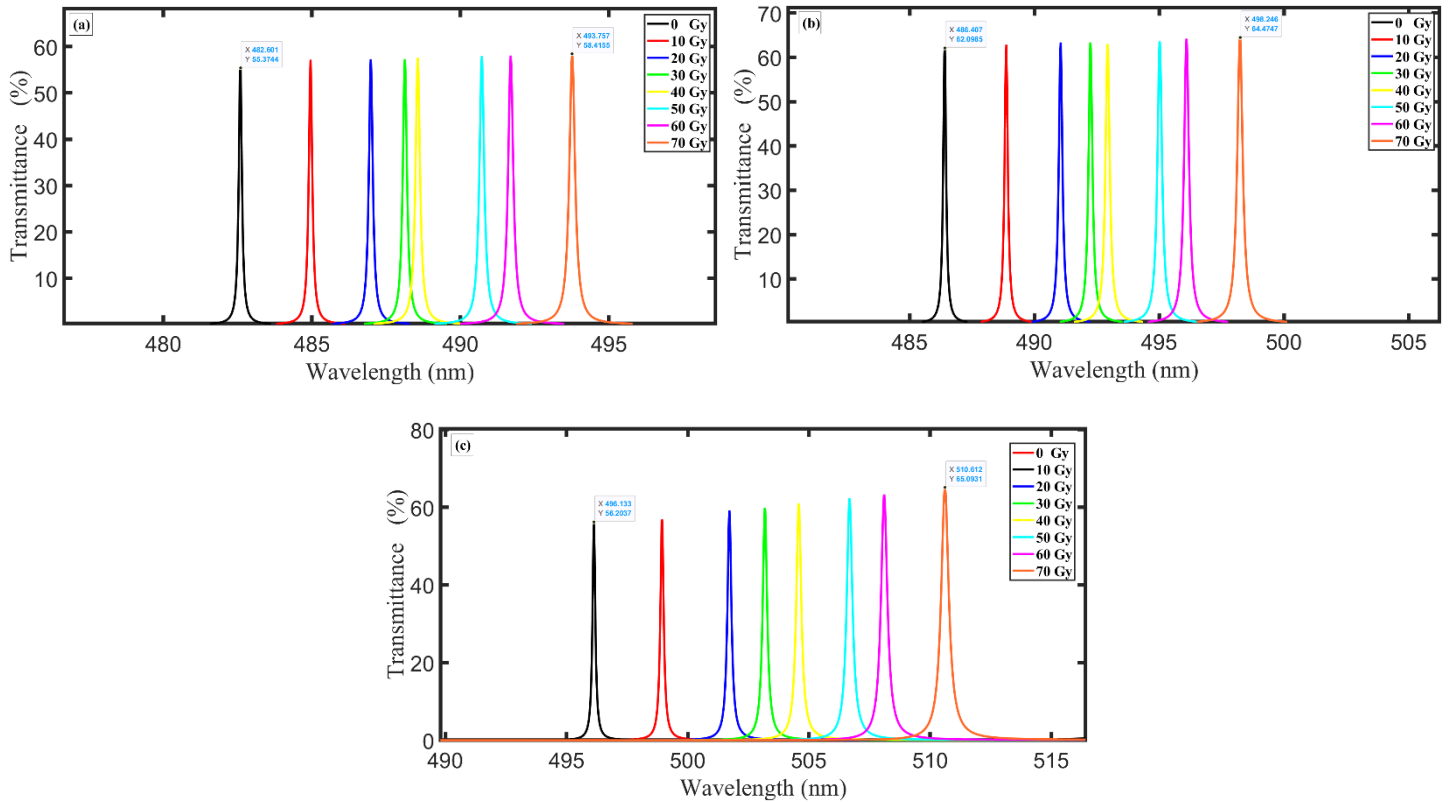 (a)
X 482.601
Y 55.3744
X 493.757
Y 58.4155
0 Gy
10 Gy
20 Gy
30 Gy
40 Gy
50 Gy
60 Gy
70 Gy
60
50
40
30
20
10
Transmittance (%)
480
485
490
495
Wavelength (nm)
(b)
X 486.407
Y 62.0965
X 498.246
Y 64.4747
0 Gy
10 Gy
20 Gy
30 Gy
40 Gy
50 Gy
60 Gy
70 Gy
70
60
50
40
30
20
10
Transmittance (%)
485
490
495
500
505
Wavelength (nm)
(c)
X 496.133
Y 56.2037
X 510.612
Y 65.0931
0 Gy
10 Gy
20 Gy
30 Gy
40 Gy
50 Gy
60 Gy
70 Gy
80
60
40
20
0
Transmittance (%)
490
495
500
505
510
515
Wavelength (nm)